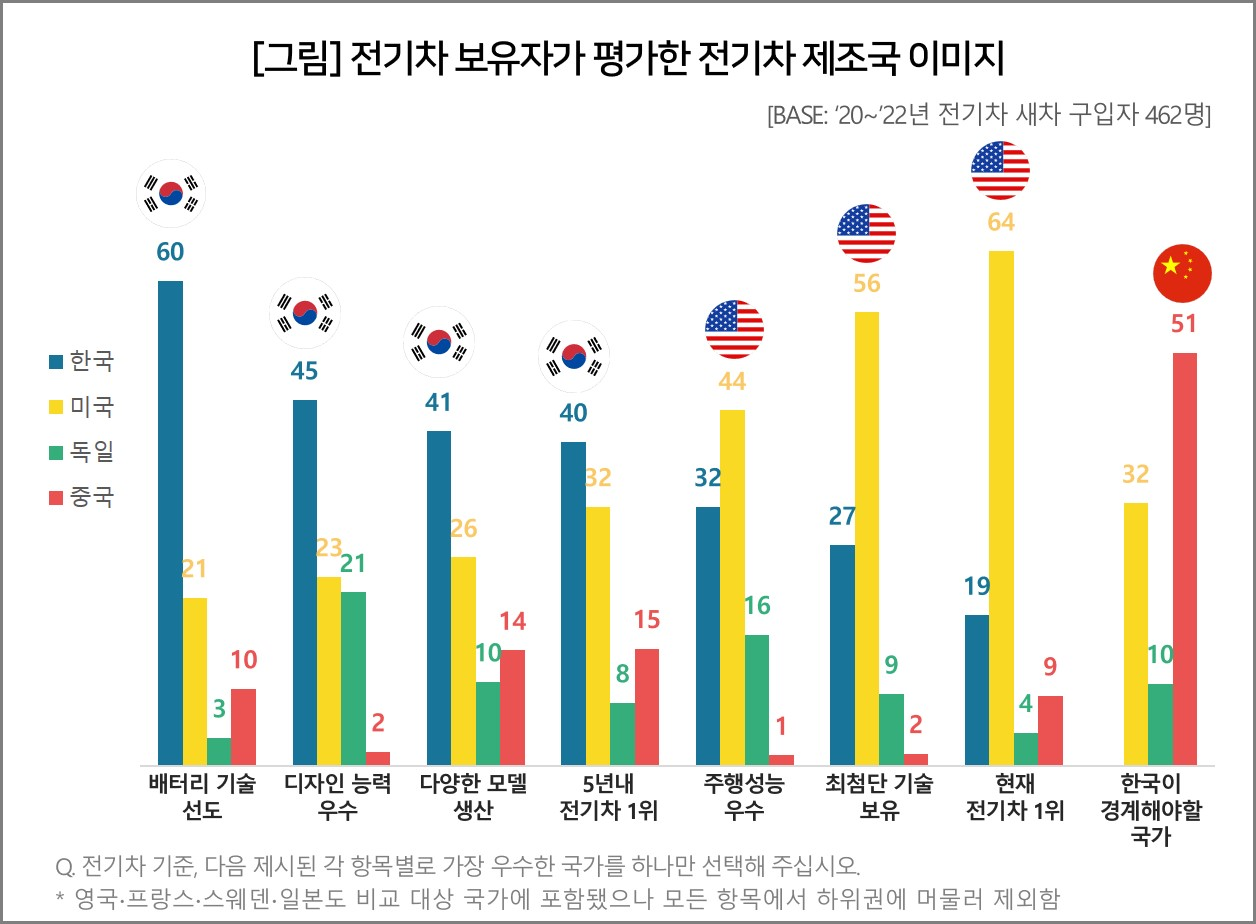 [그림] 전기차 보유자가 평가한 전기차 제조국 이미지
[BASE: ‘20~’22년 전기차 새차 구입자 462명]
한국
미국
독일
중국
60
21
3
10
45
23
21
2
41
26
10
14
40
32
8
15
32
44
16
1
27
56
9
2
19
64
4
9
32
10
51
배터리 기술
선도
디자인 능력
우수
다양한 모델
생산
5년내
전기차 1위
주행성능
우수
최첨단 기술
보유
현재
전기차 1위
한국이
경계해야할
국가
Q. 전기차 기준, 다음 제시된 각 항목별로 가장 우수한 국가를 하나만 선택해 주십시오.
* 영국·프랑스·스웨덴·일본도 비교 대상 국가에 포함됐으나 모든 항목에서 하위권에 머물러 제외함